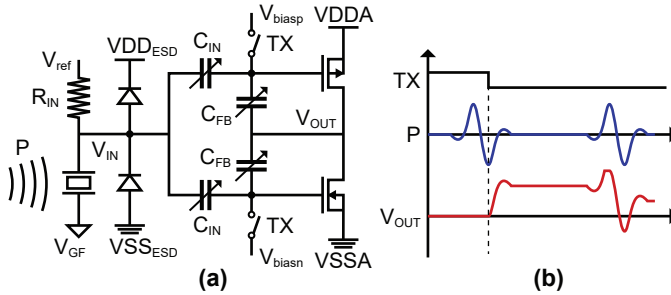 V_biasp
VDDA
VDD_ESD
C_IN
TX
V_ref
R_IN
C_FB
V_OUT
V_IN
C_FB
P
C_IN
TX
V_GF
VSS_ESD
V_biasn
VSSA
(a)
TX
P
V_OUT
(b)